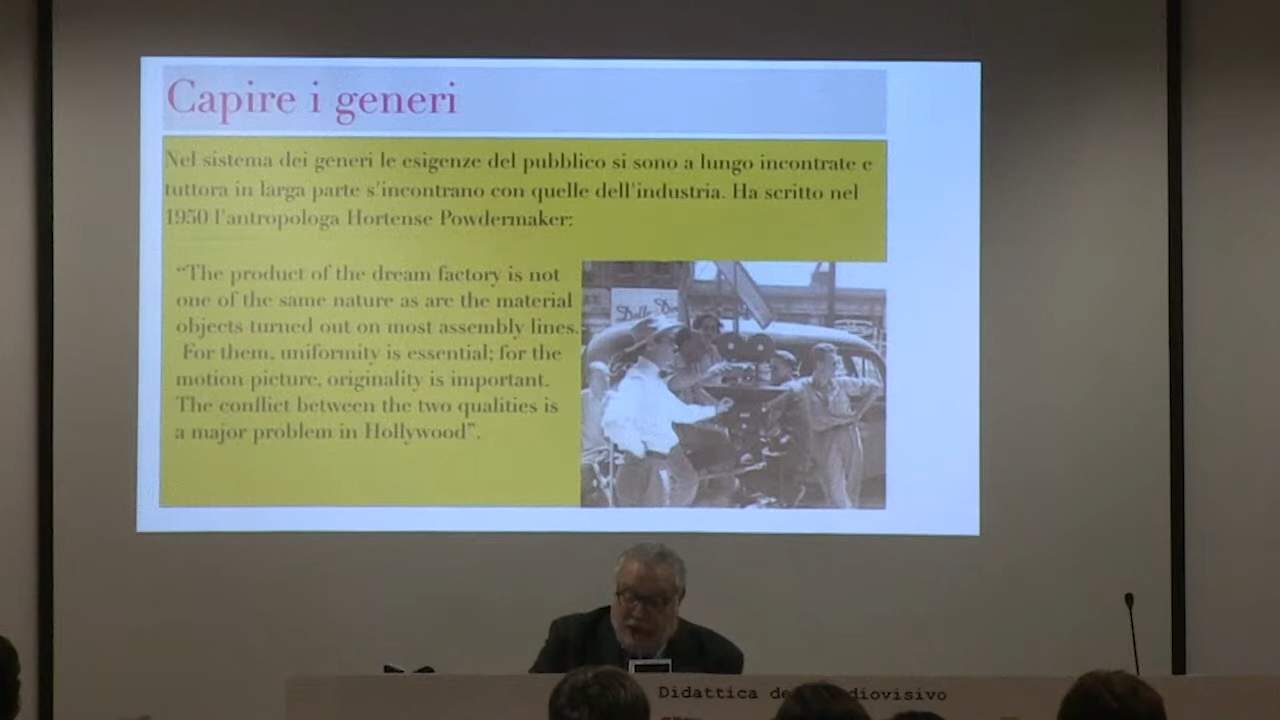 Capire i generi
Nel sistema dei generi le esigenze del pubblico si sono a lungo incontrate e
tuttora in larga parte s'incontrano con quelle dell'industria. Ha scritto nel
1950 l'antropologa Hortense Powdermaker:
“The product of the dream factory is not
one of the same nature as are the material
objects turned out on most assembly lines.
For them, uniformity is essential; for the
motion picture, originality is important.
The conflict between the two qualities is
a major problem in Hollywood”.
Didattica de diovisivo